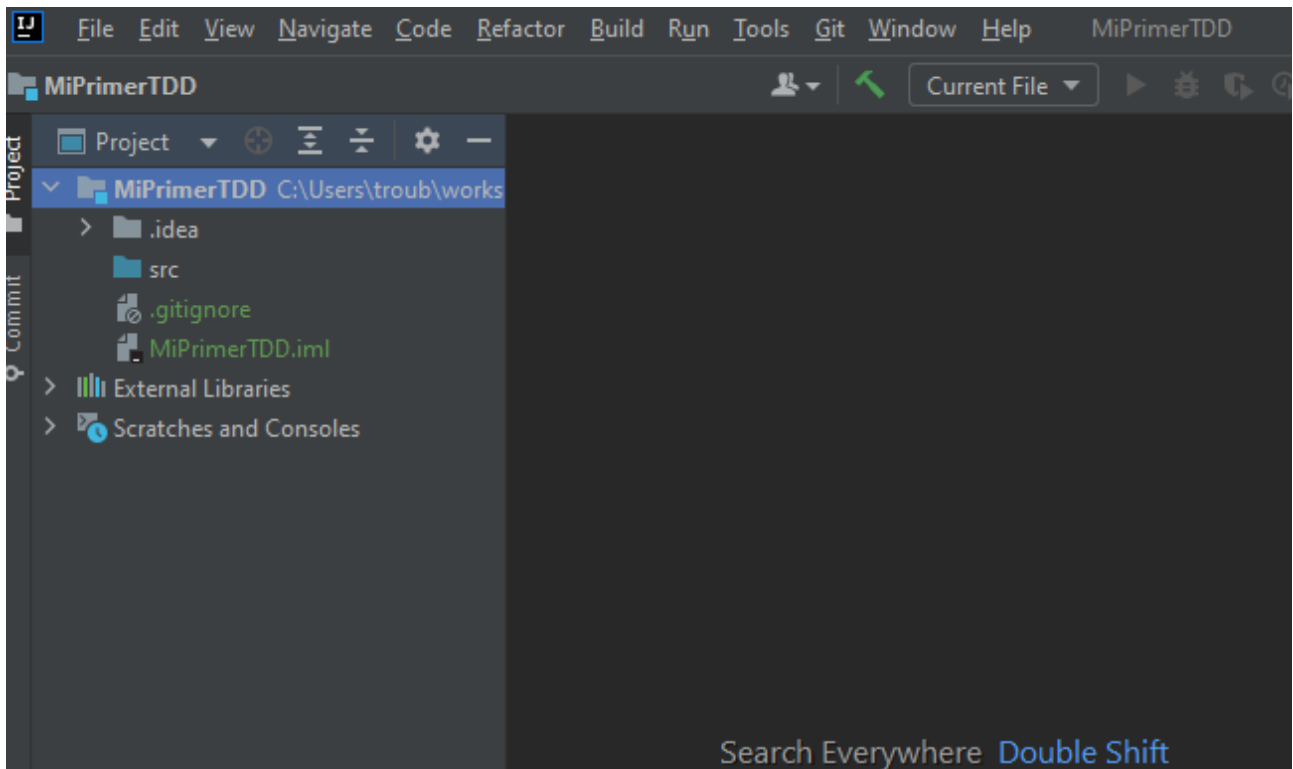 IJ File Edit View Navigate Code Refactor Build Run Tools Git Window Help MiPrimerTDD
MiPrimerTDD Current File
Project
Project
MiPrimerTDD C:\Users\troub\works
.idea
src
.gitignore
MiPrimerTDD.iml
External Libraries
Scratches and Consoles
Commit
Search Everywhere Double Shift